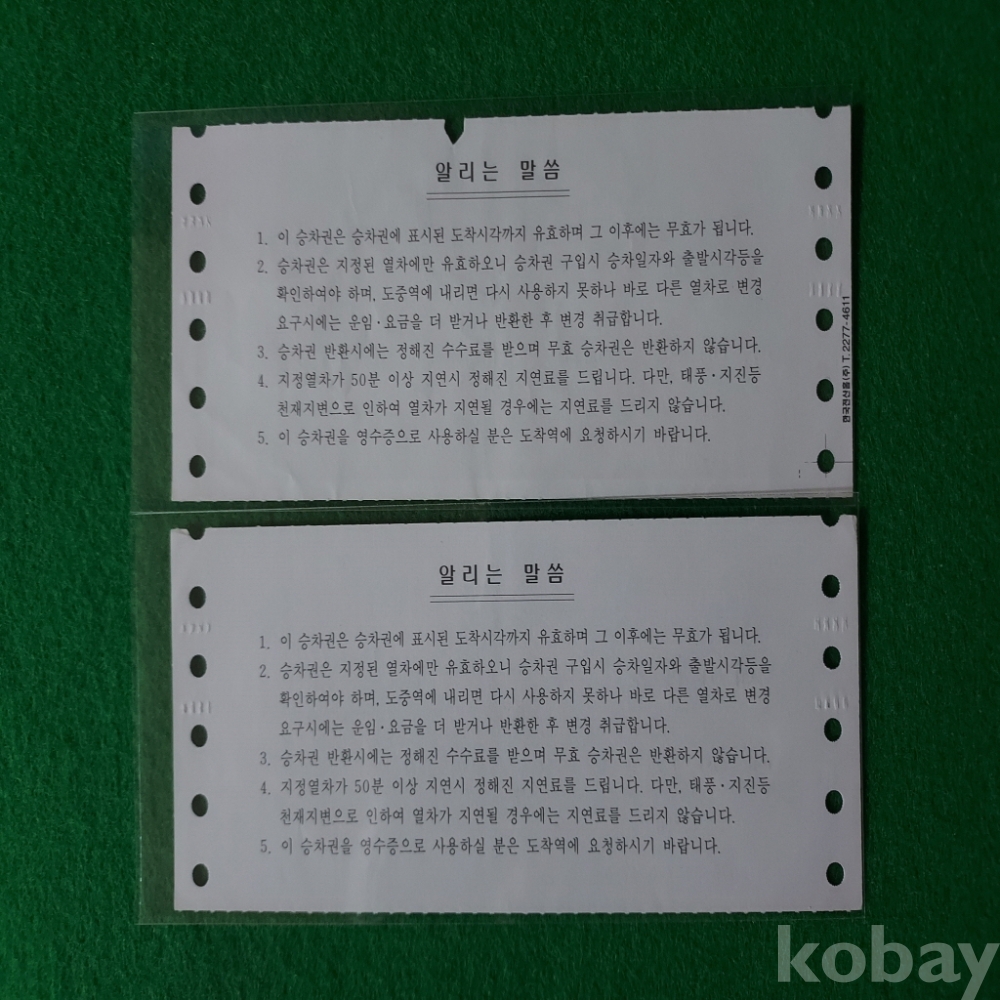 알리는 말씀
1. 이 승차권은 승차권에 표시된 도착시각까지 유효하며 그 이후에는 무효가 됩니다.
2. 승차권은 지정된 열차에만 유효하오니 승차권 구입시 승차일자와 출발시각등을
확인하여야 하며, 도중역에 내리면 다시 사용하지 못하나 바로 다른 열차로 변경
요구시에는 운임·요금을 더 받거나 반환한 후 변경 취급합니다.
3. 승차권 반환시에는 정해진 수수료를 받으며 무효 승차권은 반환하지 않습니다.
4. 지정열차가 50분 이상 지연시 정해진 지연료를 드립니다. 다만, 태풍·지진등
천재지변으로 인하여 열차가 지연될 경우에는 지연료를 드리지 않습니다.
5. 이 승차권을 영수증으로 사용하실 분은 도착역에 요청하시기 바랍니다.
한국전산폼(주) T.2277-4611
알리는 말씀
1. 이 승차권은 승차권에 표시된 도착시각까지 유효하며 그 이후에는 무효가 됩니다.
2. 승차권은 지정된 열차에만 유효하오니 승차권 구입시 승차일자와 출발시각등을
확인하여야 하며, 도중역에 내리면 다시 사용하지 못하나 바로 다른 열차로 변경
요구시에는 운임·요금을 더 받거나 반환한 후 변경 취급합니다.
3. 승차권 반환시에는 정해진 수수료를 받으며 무효 승차권은 반환하지 않습니다.
4. 지정열차가 50분 이상 지연시 정해진 지연료를 드립니다. 다만, 태풍·지진등
천재지변으로 인하여 열차가 지연될 경우에는 지연료를 드리지 않습니다.
5. 이 승차권을 영수증으로 사용하실 분은 도착역에 요청하시기 바랍니다.
kobay